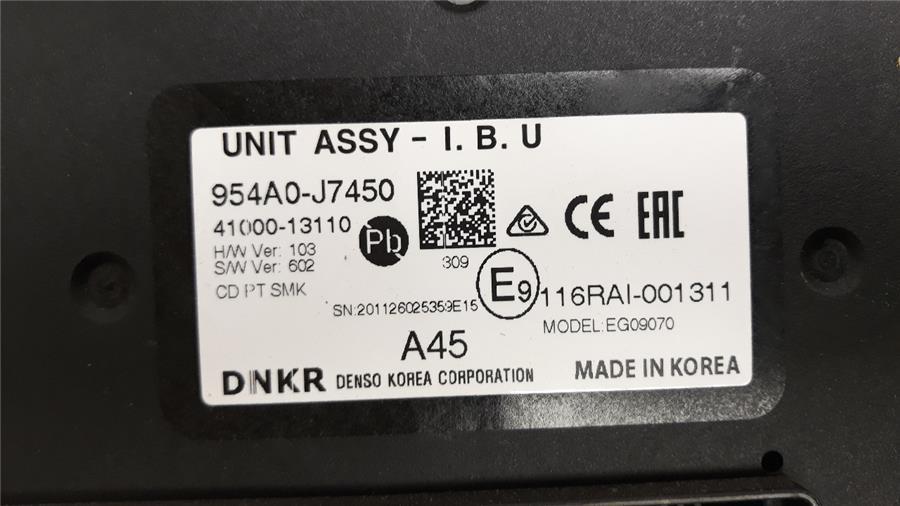 UNIT ASSY - I. B. U
954A0-J7450
41000-13110
Pb
H/W Ver: 103
S/W Ver: 602
309
CE
EAC
CD PT SMK
E9
116RAI-001311
SN:201126025359E15
MODEL:EG09070
A45
DNKR DENSO KOREA CORPORATION
MADE IN KOREA